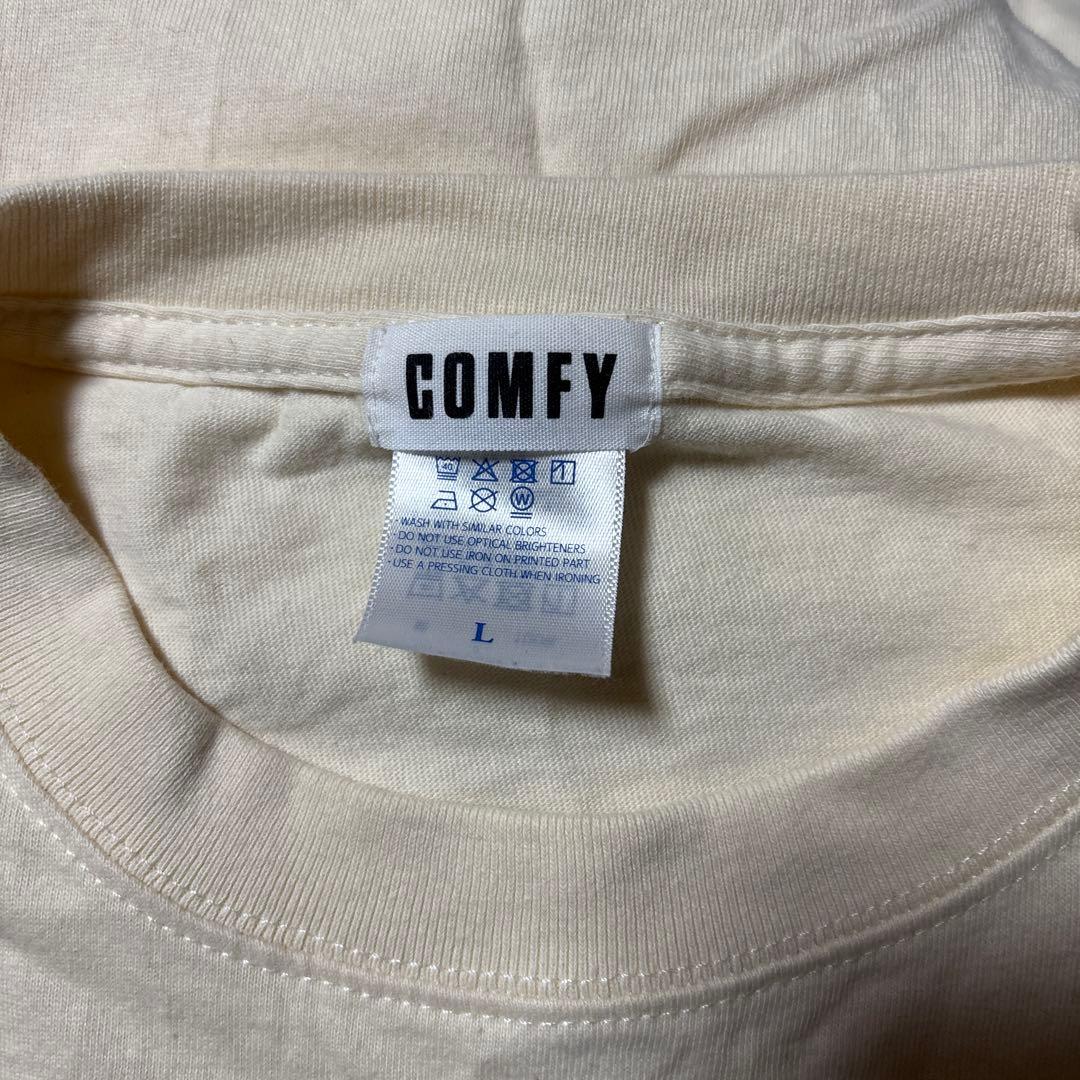 COMFY
40
W
· WASH WITH SIMILAR COLORS
· DO NOT USE OPTICAL BRIGHTENERS
· DO NOT USE IRON ON PRINTED PART
· USE A PRESSING CLOTH WHEN IRONING
L